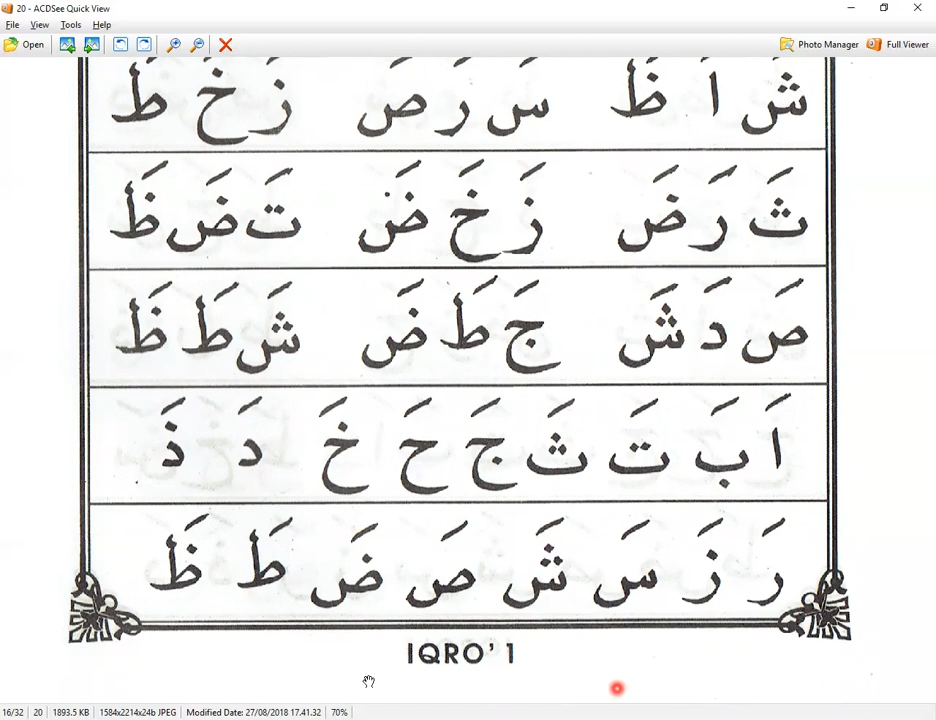 20 - ACDSee Quick View
File View Tools Help
Open Photo Manager Full Viewer
شَ اَ ظَ سَ رَ صَ زَ خَ طَ
ثَ رَ ضَ زَ خَ ضَ تَ ضَ ظَ
صَ دَ شَ جَ طَ ضَ شَ طَ ظَ
اَ بَ تَ ثَ جَ حَ خَ دَ ذَ
رَ زَ سَ شَ صَ ضَ طَ ظَ
IQRO' 1
16/32 20 1893.5 KB 1584x2214x24b JPEG Modified Date: 27/08/2018 17.41.32 70%